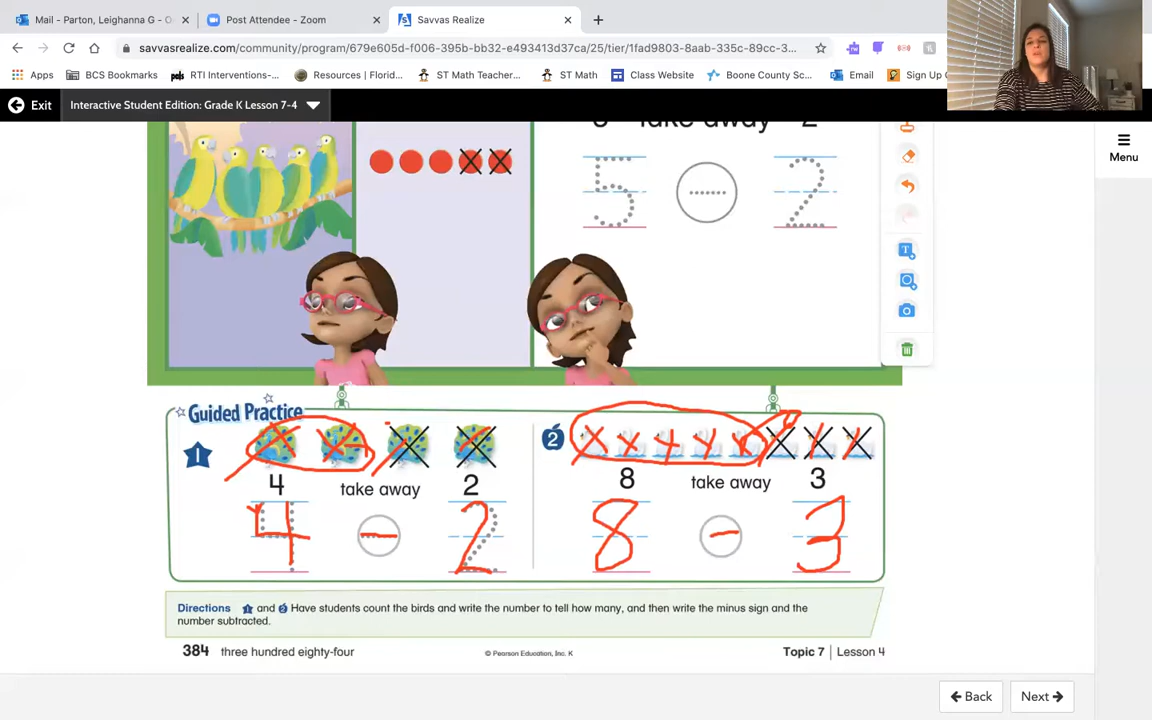 Mail - Parton, Leighanna G - O
Post Attendee - Zoom
Savvas Realize
savvasrealize.com/community/program/679e605d-f006-395b-bb32-e493413d37ca/25/tier/1fad9803-8aab-335c-89cc-3...
Apps BCS Bookmarks pals RTI Interventions-... Resources | Florid... ST Math Teacher... ST Math Class Website Boone County Sc... Email Sign Up
Exit Interactive Student Edition: Grade K Lesson 7-4
Menu
take away 2
5 - 2
Guided Practice
1
4 take away 2
4 - 2
2
8 take away 3
8 - 3
Directions 1 and 2 Have students count the birds and write the number to tell how many, and then write the minus sign and the
number subtracted.
384 three hundred eighty-four
© Pearson Education, Inc. K
Topic 7 | Lesson 4
Back Next